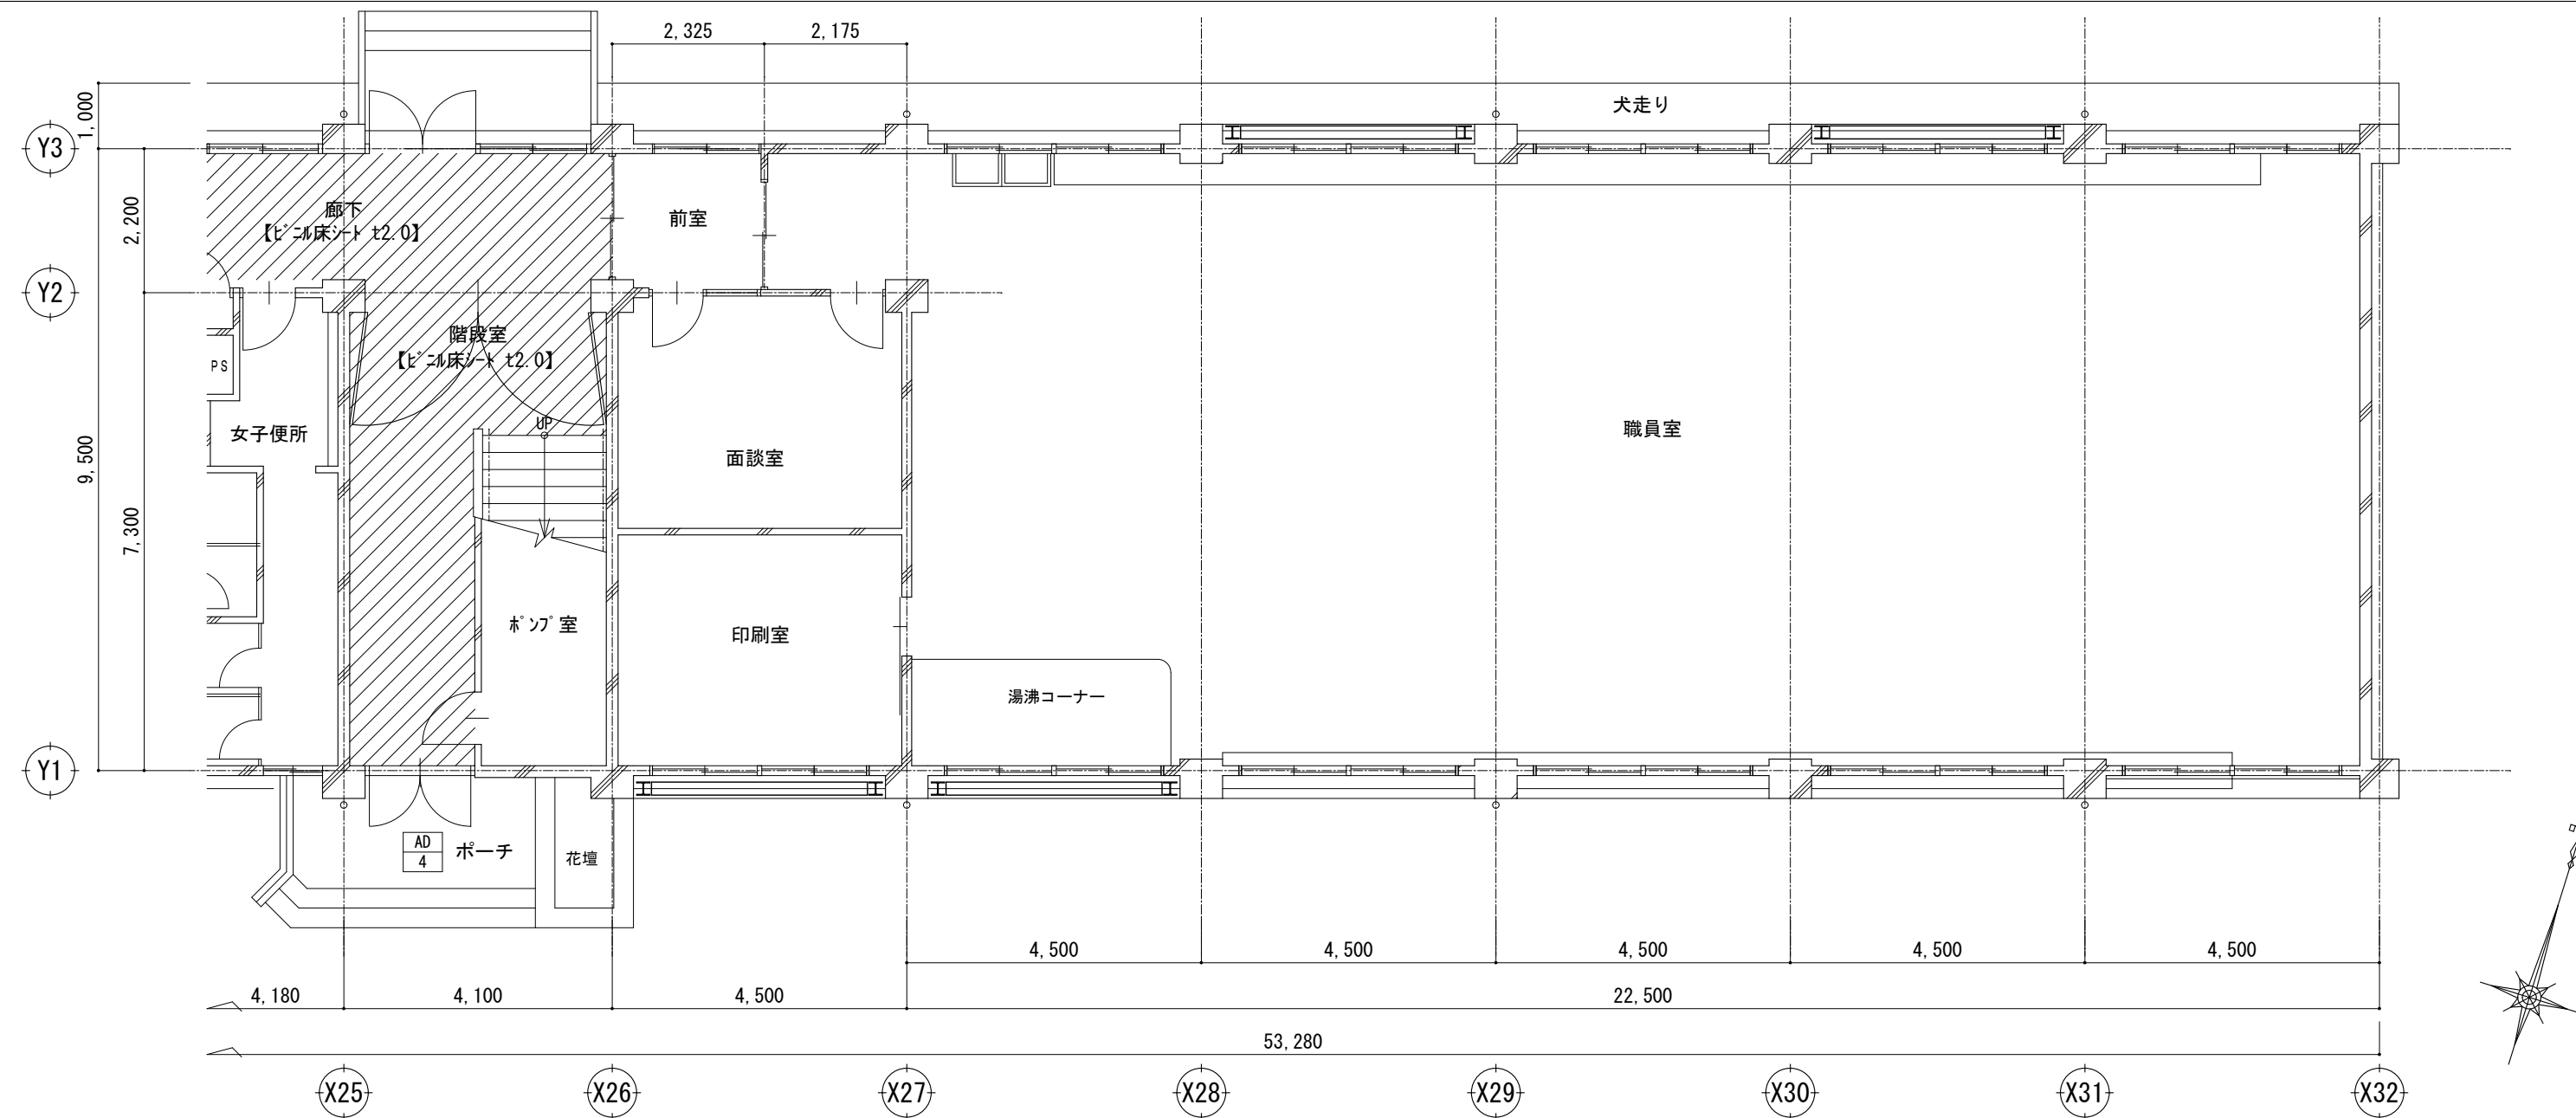 2,325
2,175
1,000
犬走り
Y3
2,200
廊下
【ﾋﾞﾆﾙ床ｼｰﾄ t2.0】
前室
Y2
階段室
【ﾋﾞﾆﾙ床ｼｰﾄ t2.0】
PS
UP
女子便所
9,500
面談室
職員室
7,300
ﾎﾟﾝﾌﾟ室
印刷室
湯沸コーナー
Y1
AD
4
ポーチ
花壇
4,500
4,500
4,500
4,500
4,500
4,180
4,100
4,500
22,500
53,280
X25
X26
X27
X28
X29
X30
X31
X32